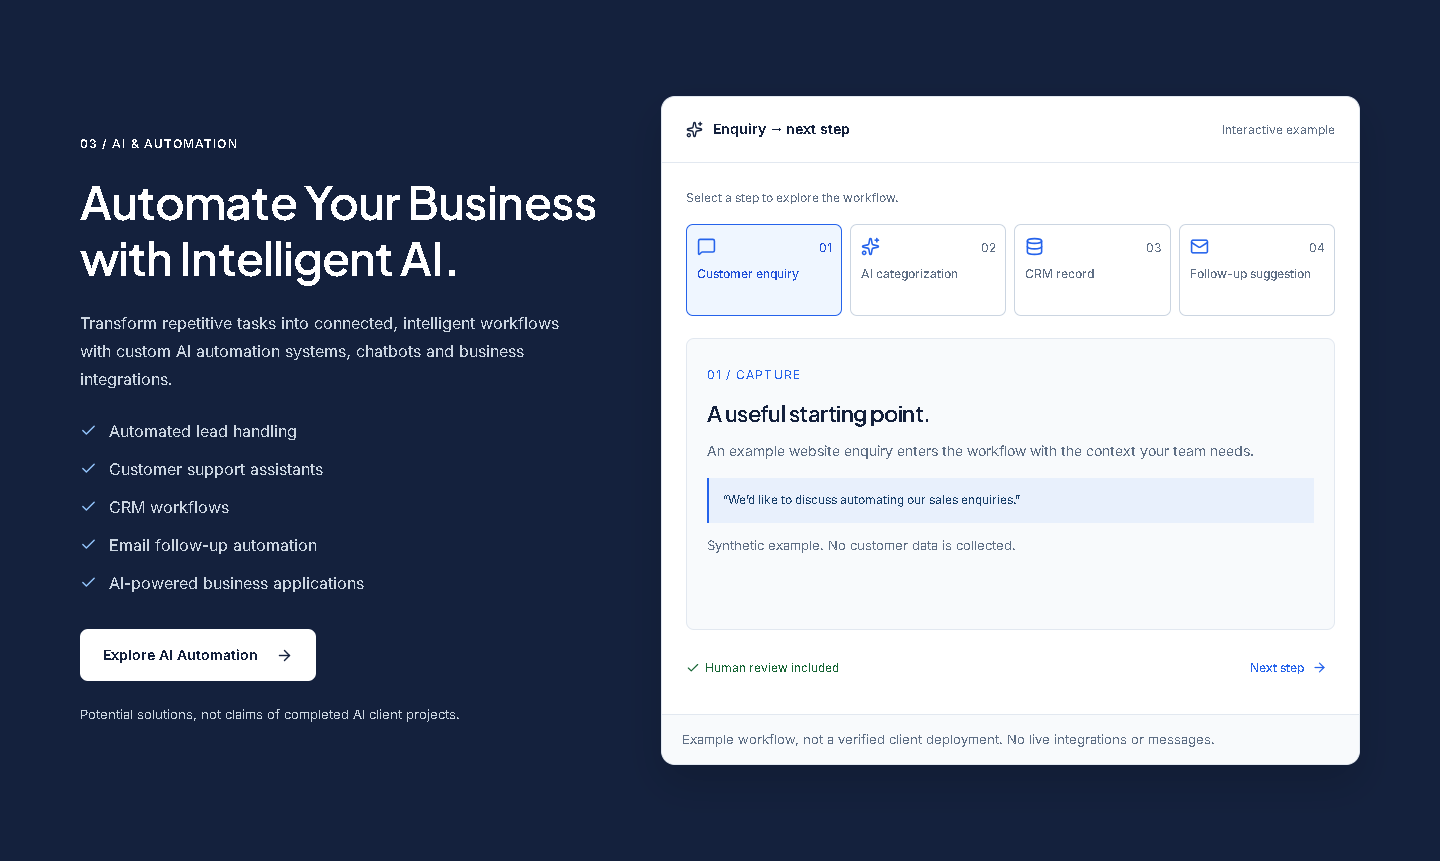 03 / AI & AUTOMATION
Automate Your Business
with Intelligent AI.
Transform repetitive tasks into connected, intelligent workflows
with custom AI automation systems, chatbots and business
integrations.
Automated lead handling
Customer support assistants
CRM workflows
Email follow-up automation
AI-powered business applications
Explore AI Automation →
Potential solutions, not claims of completed AI client projects.
Enquiry → next step
Interactive example
Select a step to explore the workflow.
01
Customer enquiry
02
AI categorization
03
CRM record
04
Follow-up suggestion
01 / CAPTURE
A useful starting point.
An example website enquiry enters the workflow with the context your team needs.
“We’d like to discuss automating our sales enquiries.”
Synthetic example. No customer data is collected.
Human review included
Next step →
Example workflow, not a verified client deployment. No live integrations or messages.